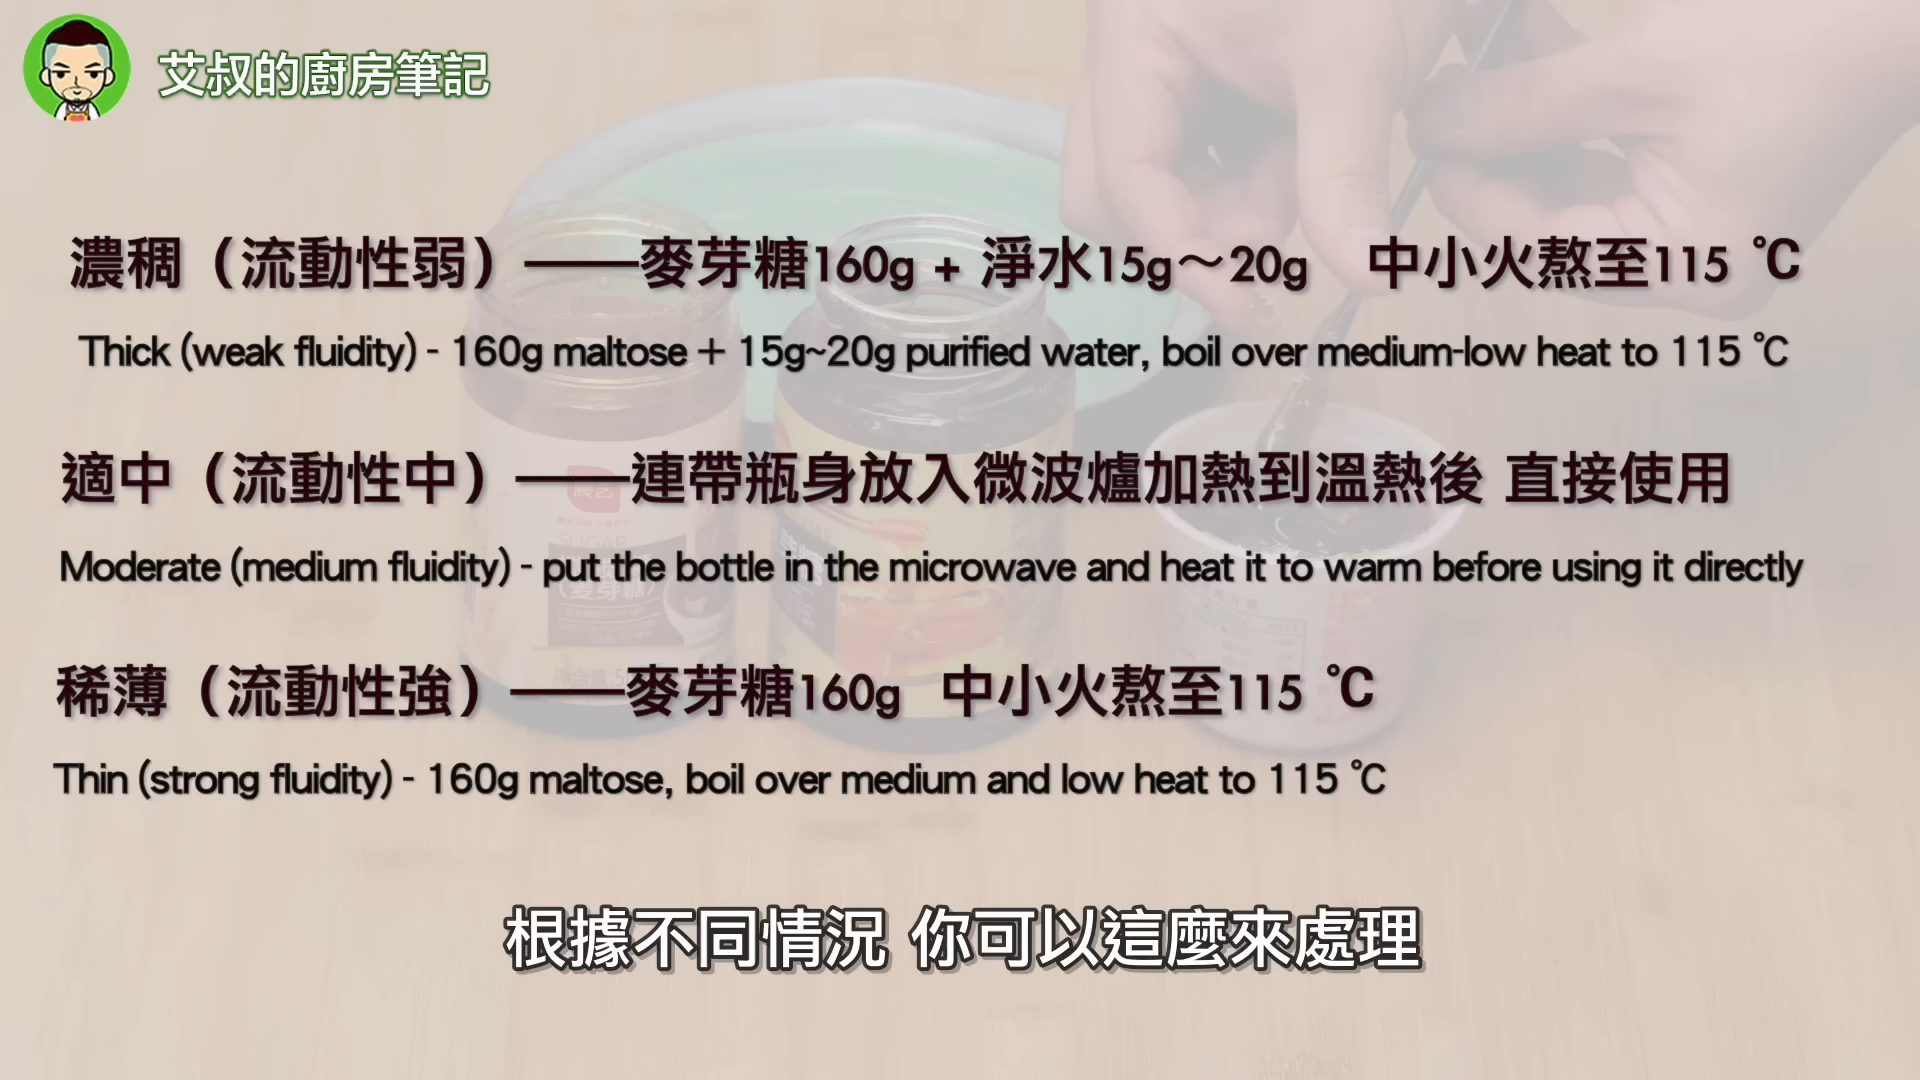 艾叔的廚房筆記
濃稠（流動性弱）——麥芽糖160g + 淨水15g～20g 中小火熬至115 ℃
Thick (weak fluidity) - 160g maltose + 15g~20g purified water, boil over medium-low heat to 115 ℃
適中（流動性中）——連帶瓶身放入微波爐加熱到溫熱後 直接使用
Moderate (medium fluidity) - put the bottle in the microwave and heat it to warm before using it directly
SUGAR
（麥芽糖）
稀薄（流動性強）——麥芽糖160g 中小火熬至115 ℃
Thin (strong fluidity) - 160g maltose, boil over medium and low heat to 115 ℃
根據不同情況 你可以這麼來處理